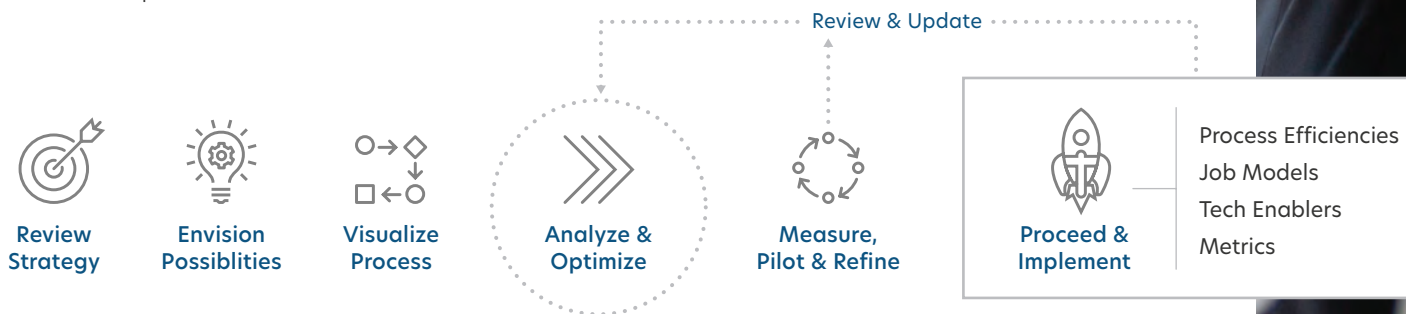 Review & Update
Review
Strategy
Envision
Possiblities
Visualize
Process
Analyze &
Optimize
Measure,
Pilot & Refine
Proceed &
Implement
Process Efficiencies
Job Models
Tech Enablers
Metrics